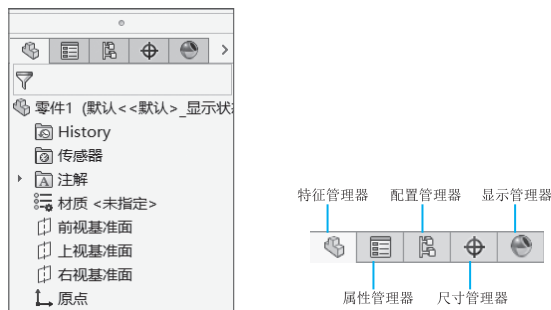 零件1 (默认<<默认>_显示状
History
传感器
注解
材质 <未指定>
前视基准面
上视基准面
右视基准面
原点
特征管理器 配置管理器 显示管理器
属性管理器 尺寸管理器